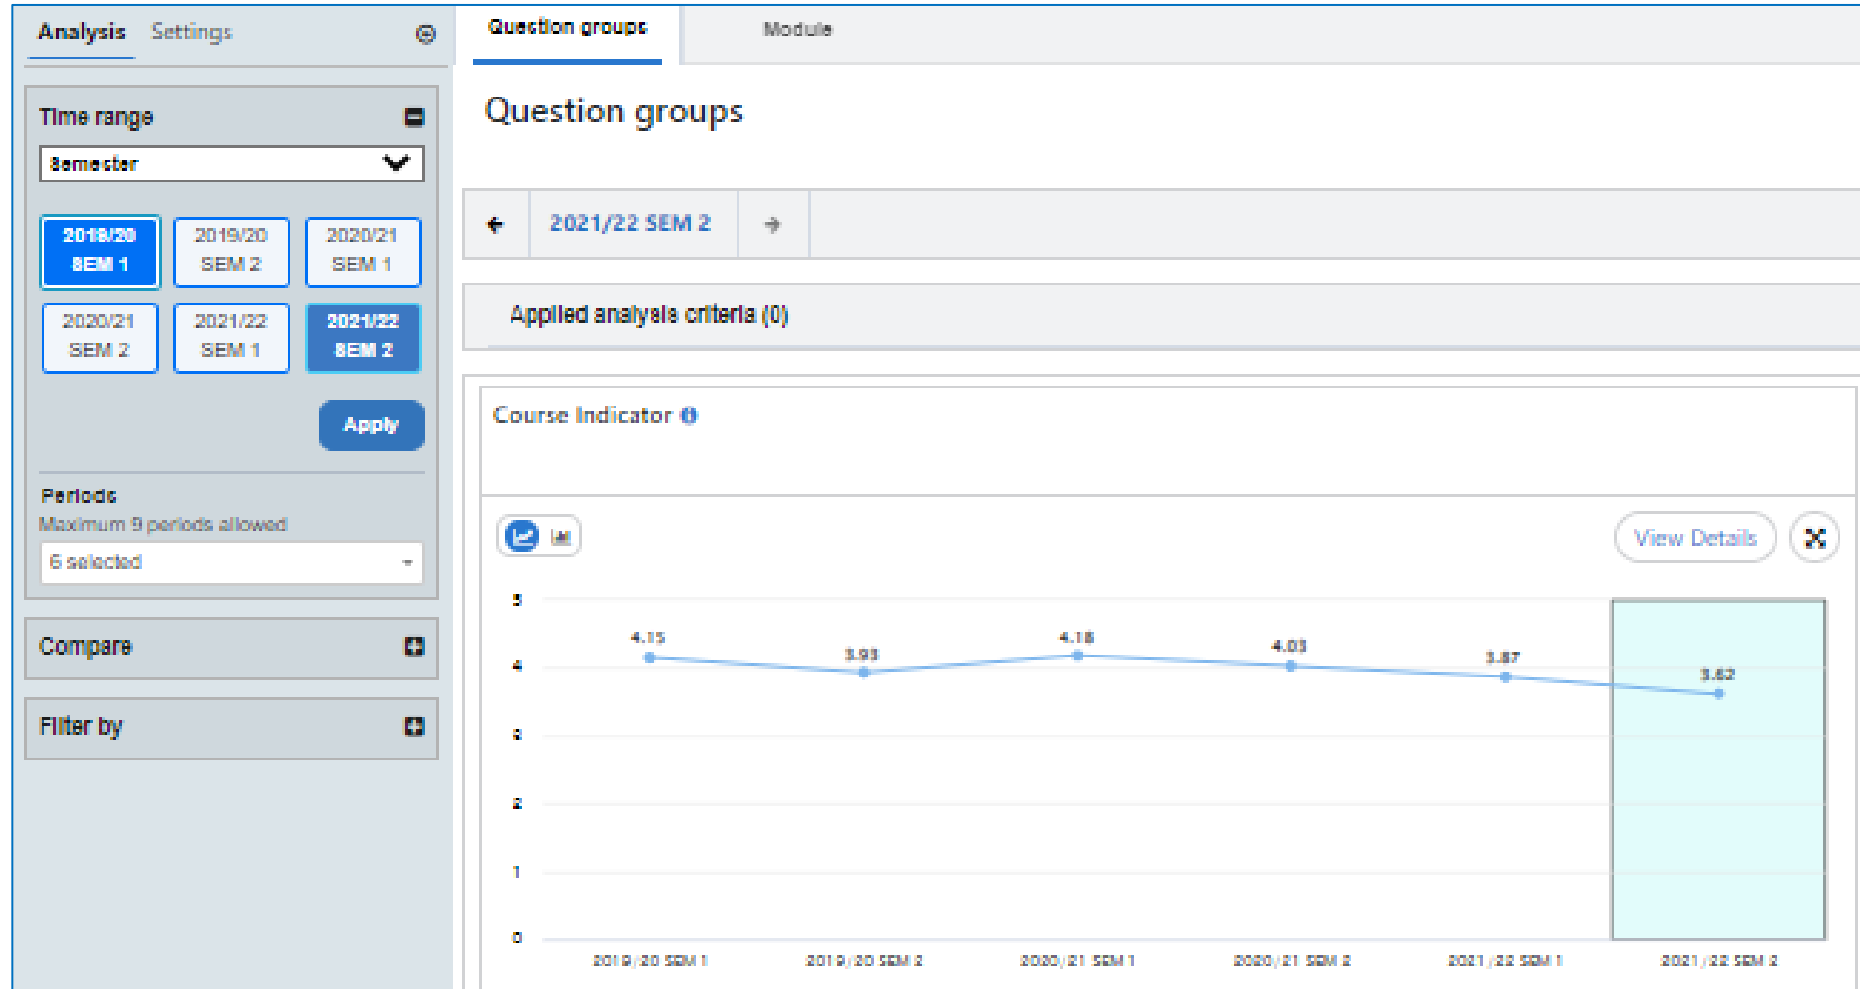 Analysis Settings
Time range
Semester
2019/20 SEM 1
2019/20 SEM 2
2020/21 SEM 1
2020/21 SEM 2
2021/22 SEM 1
2021/22 SEM 2
Apply
Periods
Maximum 9 periods allowed
6 selected
Compare
Filter by
Question groups Module
Question groups
2021/22 SEM 2
Applied analysis criteria (0)
Course Indicator
View Details
5
4
3
2
1
0
4.15 3.93 4.18 4.03 3.87 3.62
2019/20 SEM 1 2019/20 SEM 2 2020/21 SEM 1 2020/21 SEM 2 2021/22 SEM 1 2021/22 SEM 2